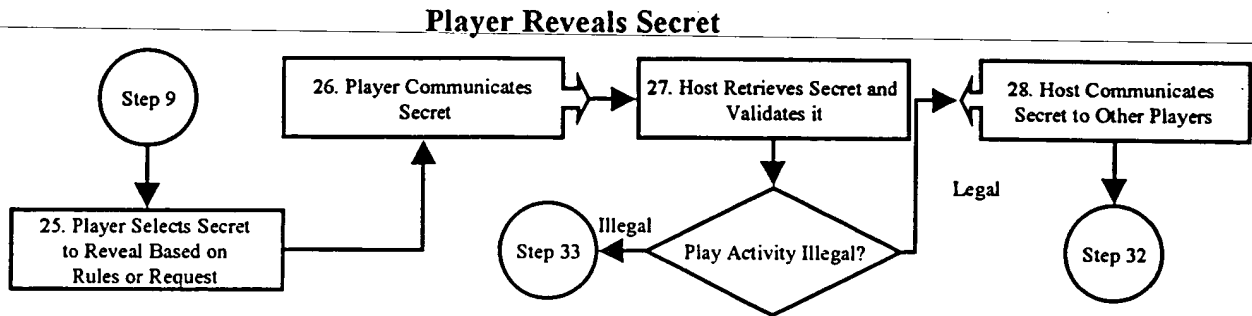 Player Reveals Secret
Step 9
25. Player Selects Secret
to Reveal Based on
Rules or Request
26. Player Communicates
Secret
27. Host Retrieves Secret and
Validates it
Play Activity Illegal?
Illegal
Step 33
Legal
28. Host Communicates
Secret to Other Players
Step 32